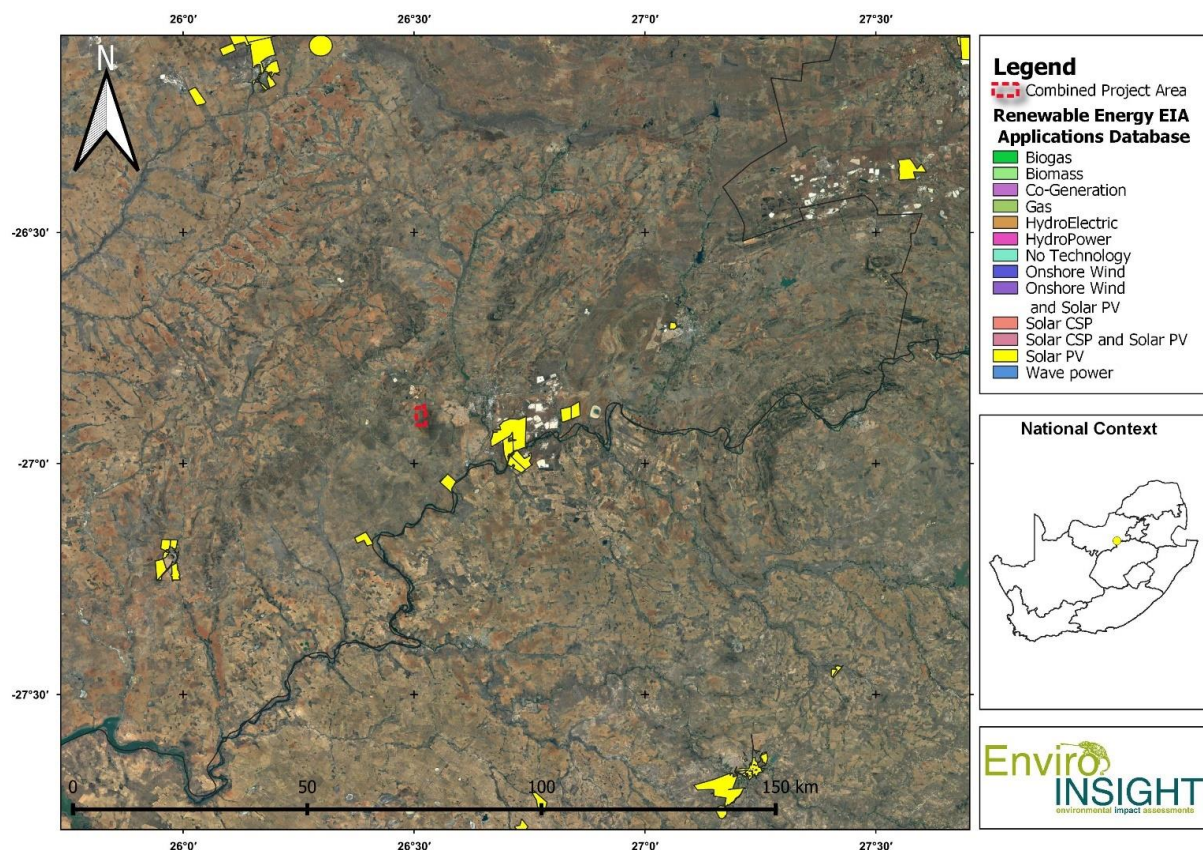 26°0' 26°30' 27°0' 27°30'
N
-26°30'
-27°0'
-27°30'
0 50 100 150 km
26°0' 26°30' 27°0' 27°30'
Legend
Combined Project Area
Renewable Energy EIA
Applications Database
Biogas
Biomass
Co-Generation
Gas
HydroElectric
HydroPower
No Technology
Onshore Wind
Onshore Wind
and Solar PV
Solar CSP
Solar CSP and Solar PV
Solar PV
Wave power
National Context
Enviro
INSIGHT
environmental impact assessments